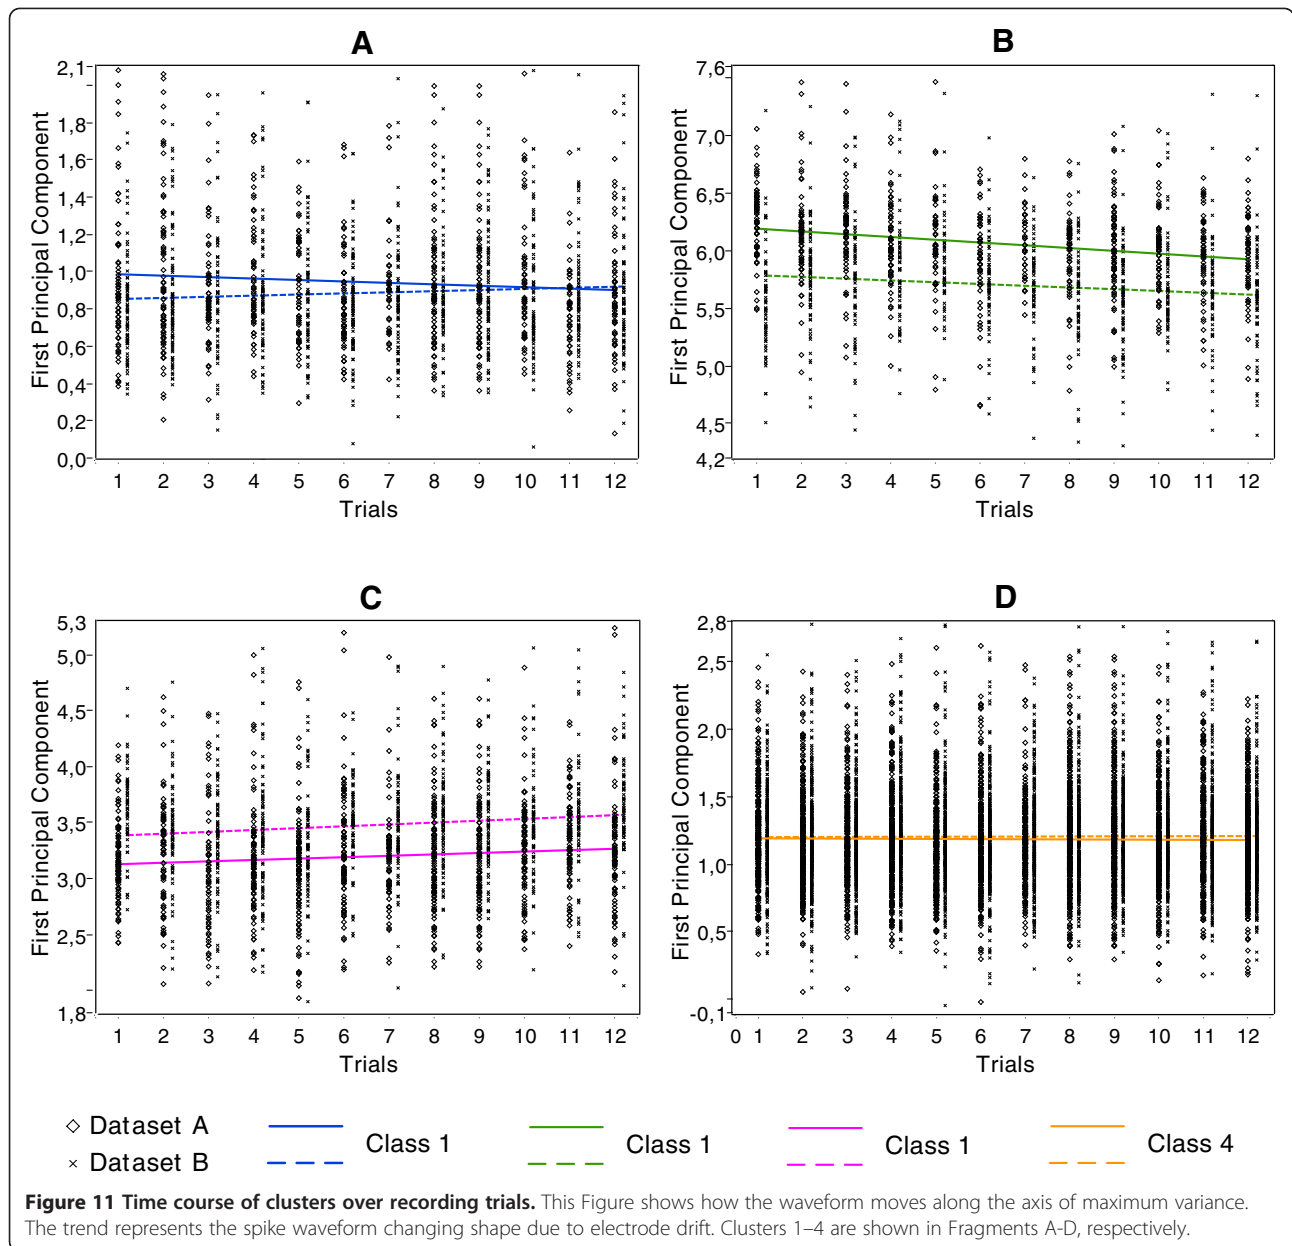 A
First Principal Component
2,1
1,8
1,6
1,4
1,2
1,0
0,8
0,6
0,4
0,2
0,0
1 2 3 4 5 6 7 8 9 10 11 12
Trials
B
First Principal Component
7,6
7,0
6,5
6,0
5,5
5,0
4,5
4,2
1 2 3 4 5 6 7 8 9 10 11 12
Trials
C
First Principal Component
5,3
5,0
4,5
4,0
3,5
3,0
2,5
1,8
1 2 3 4 5 6 7 8 9 10 11 12
Trials
D
First Principal Component
2,8
2,5
2,0
1,5
1,0
0,5
-0,1
0 1 2 3 4 5 6 7 8 9 10 11 12
Trials
Dataset A
Dataset B
Class 1
Class 1
Class 1
Class 4
Figure 11 Time course of clusters over recording trials. This Figure shows how the waveform moves along the axis of maximum variance.
The trend represents the spike waveform changing shape due to electrode drift. Clusters 1–4 are shown in Fragments A-D, respectively.